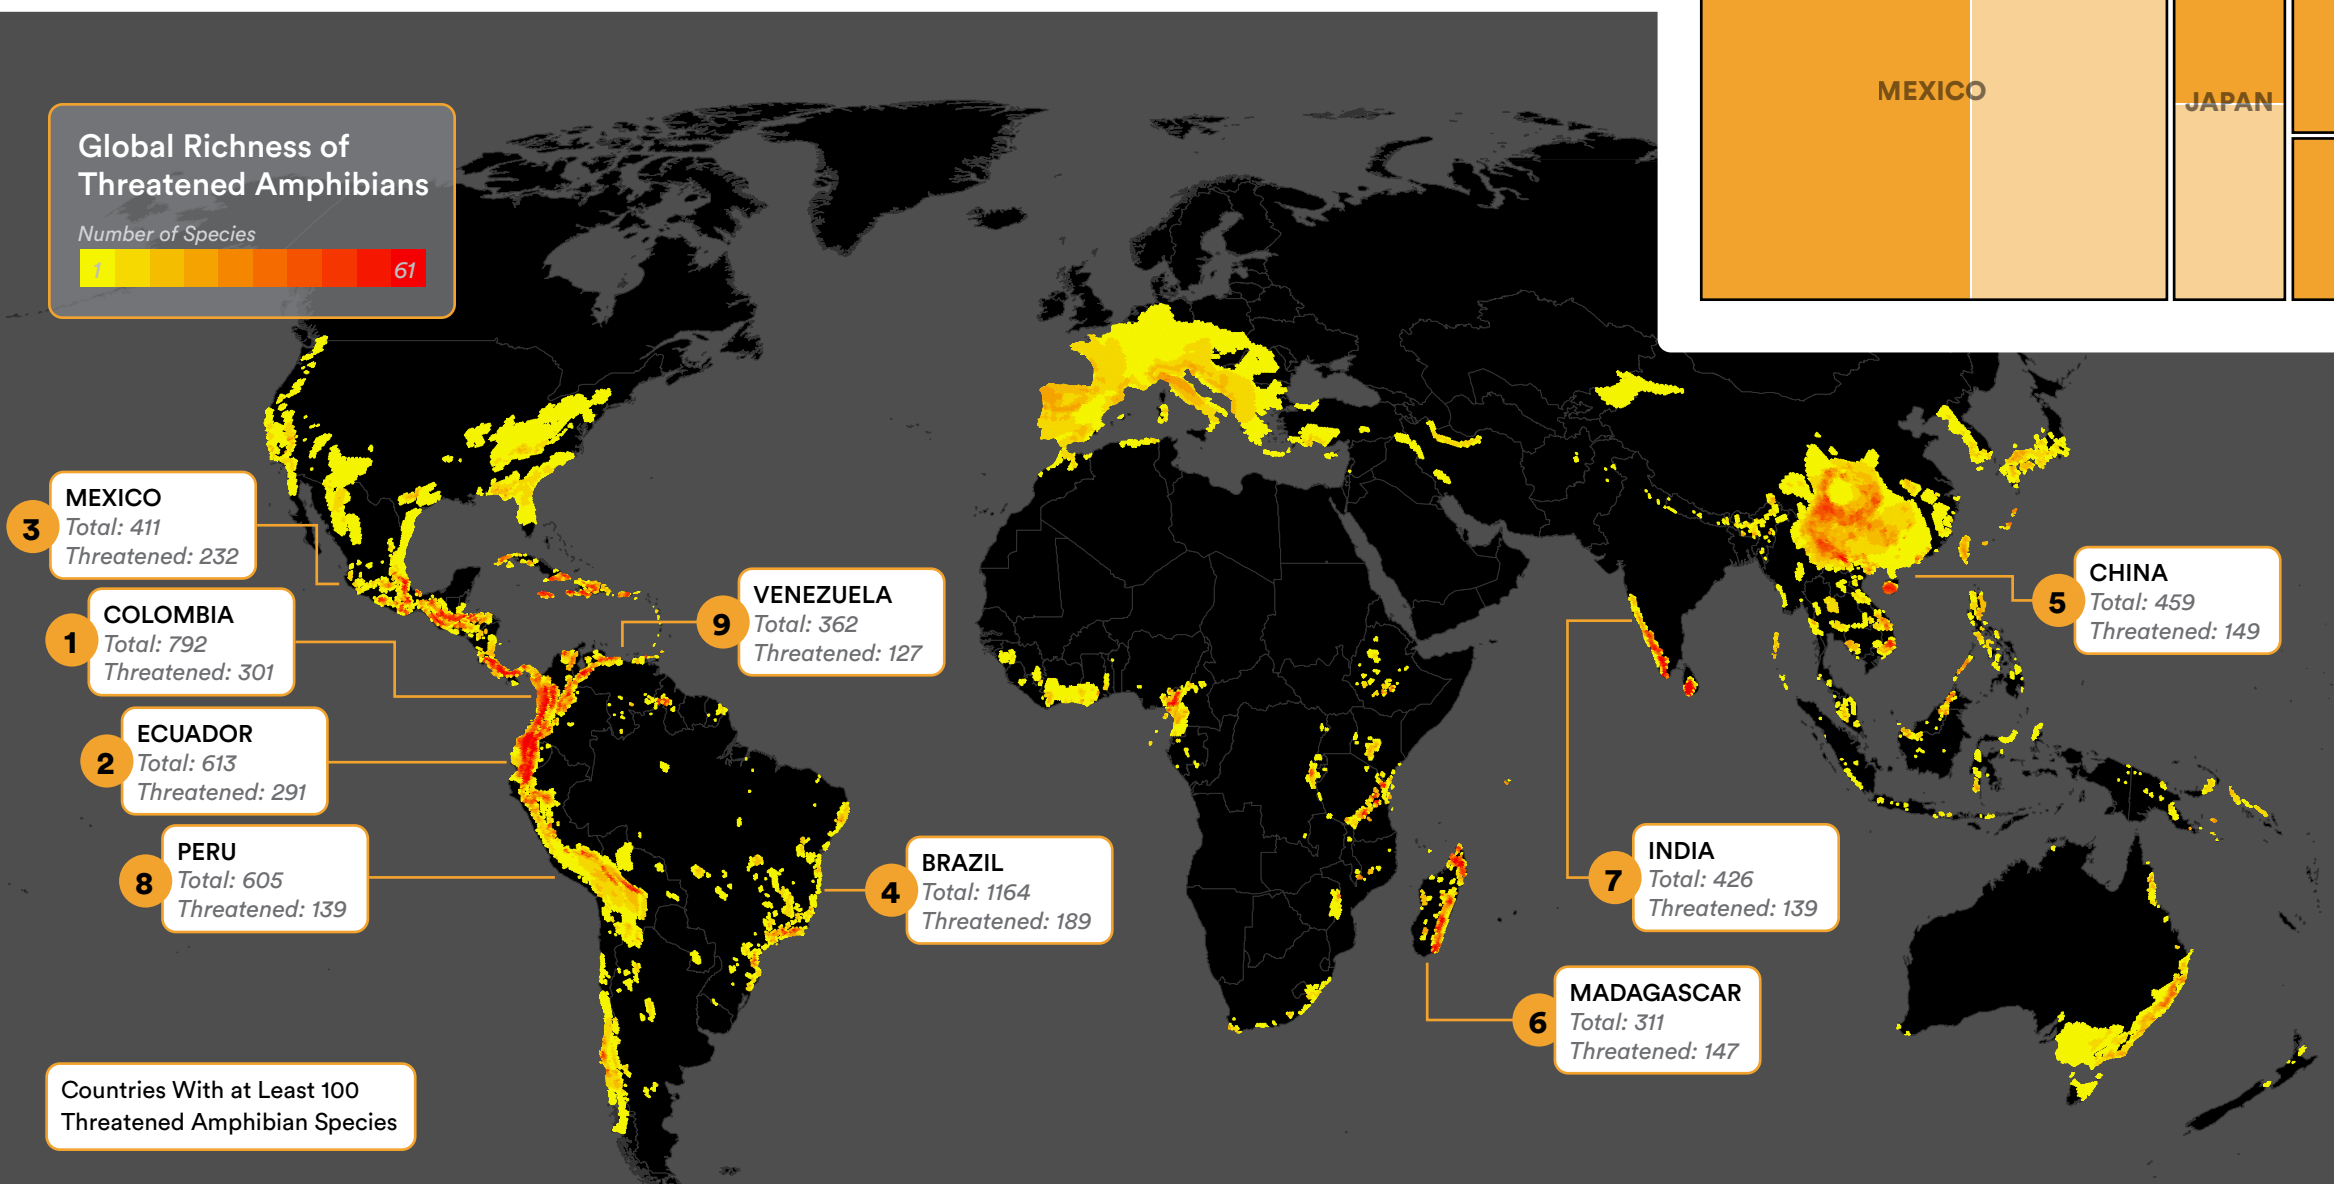 MEXICO
JAPAN
Global Richness of
Threatened Amphibians
Number of Species
1
61
3
MEXICO
Total: 411
Threatened: 232
1
COLOMBIA
Total: 792
Threatened: 301
2
ECUADOR
Total: 613
Threatened: 291
8
PERU
Total: 605
Threatened: 139
9
VENEZUELA
Total: 362
Threatened: 127
4
BRAZIL
Total: 1164
Threatened: 189
5
CHINA
Total: 459
Threatened: 149
7
INDIA
Total: 426
Threatened: 139
6
MADAGASCAR
Total: 311
Threatened: 147
Countries With at Least 100
Threatened Amphibian Species